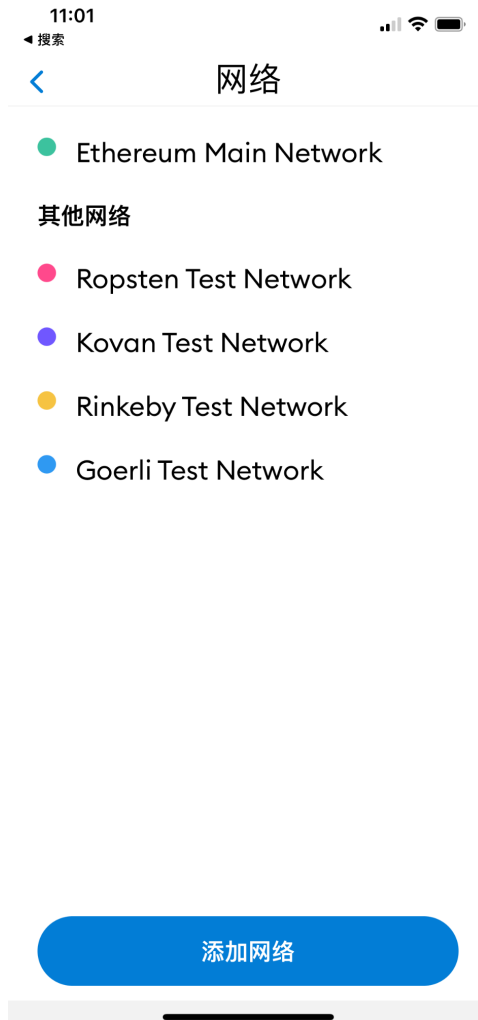 11:01
◀ 搜索
网络
Ethereum Main Network
其他网络
Ropsten Test Network
Kovan Test Network
Rinkeby Test Network
Goerli Test Network
添加网络